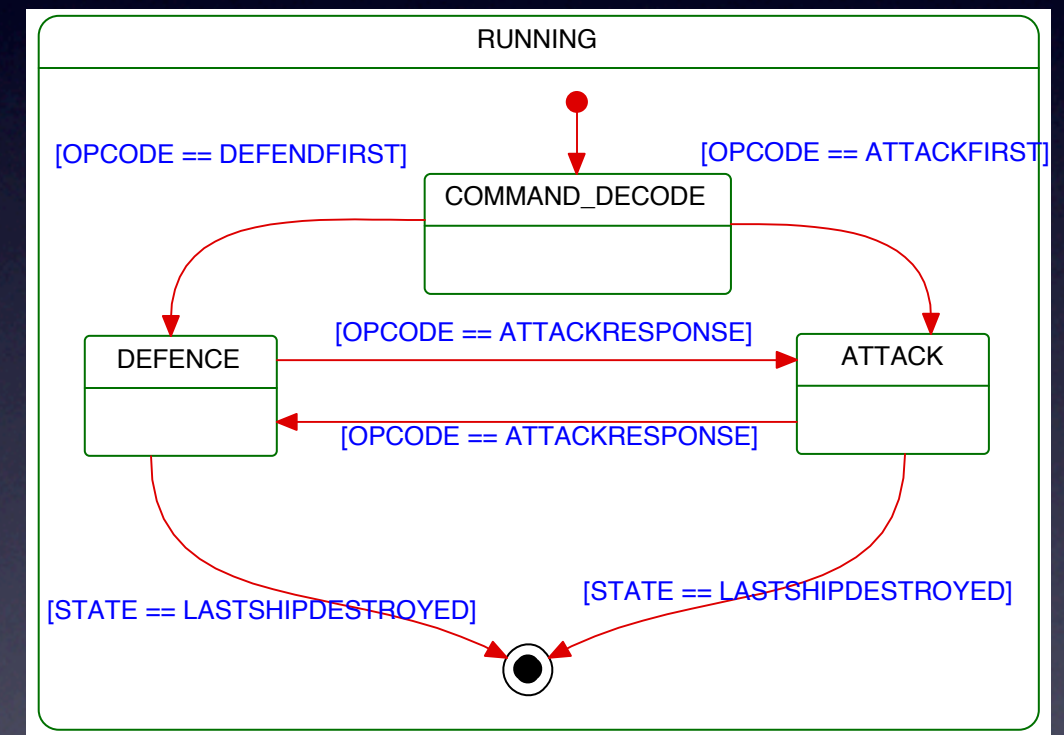 RUNNING
[OPCODE == DEFENDFIRST]
[OPCODE == ATTACKFIRST]
COMMAND_DECODE
[OPCODE == ATTACKRESPONSE]
DEFENCE
ATTACK
[OPCODE == ATTACKRESPONSE]
[STATE == LASTSHIPDESTROYED]
[STATE == LASTSHIPDESTROYED]